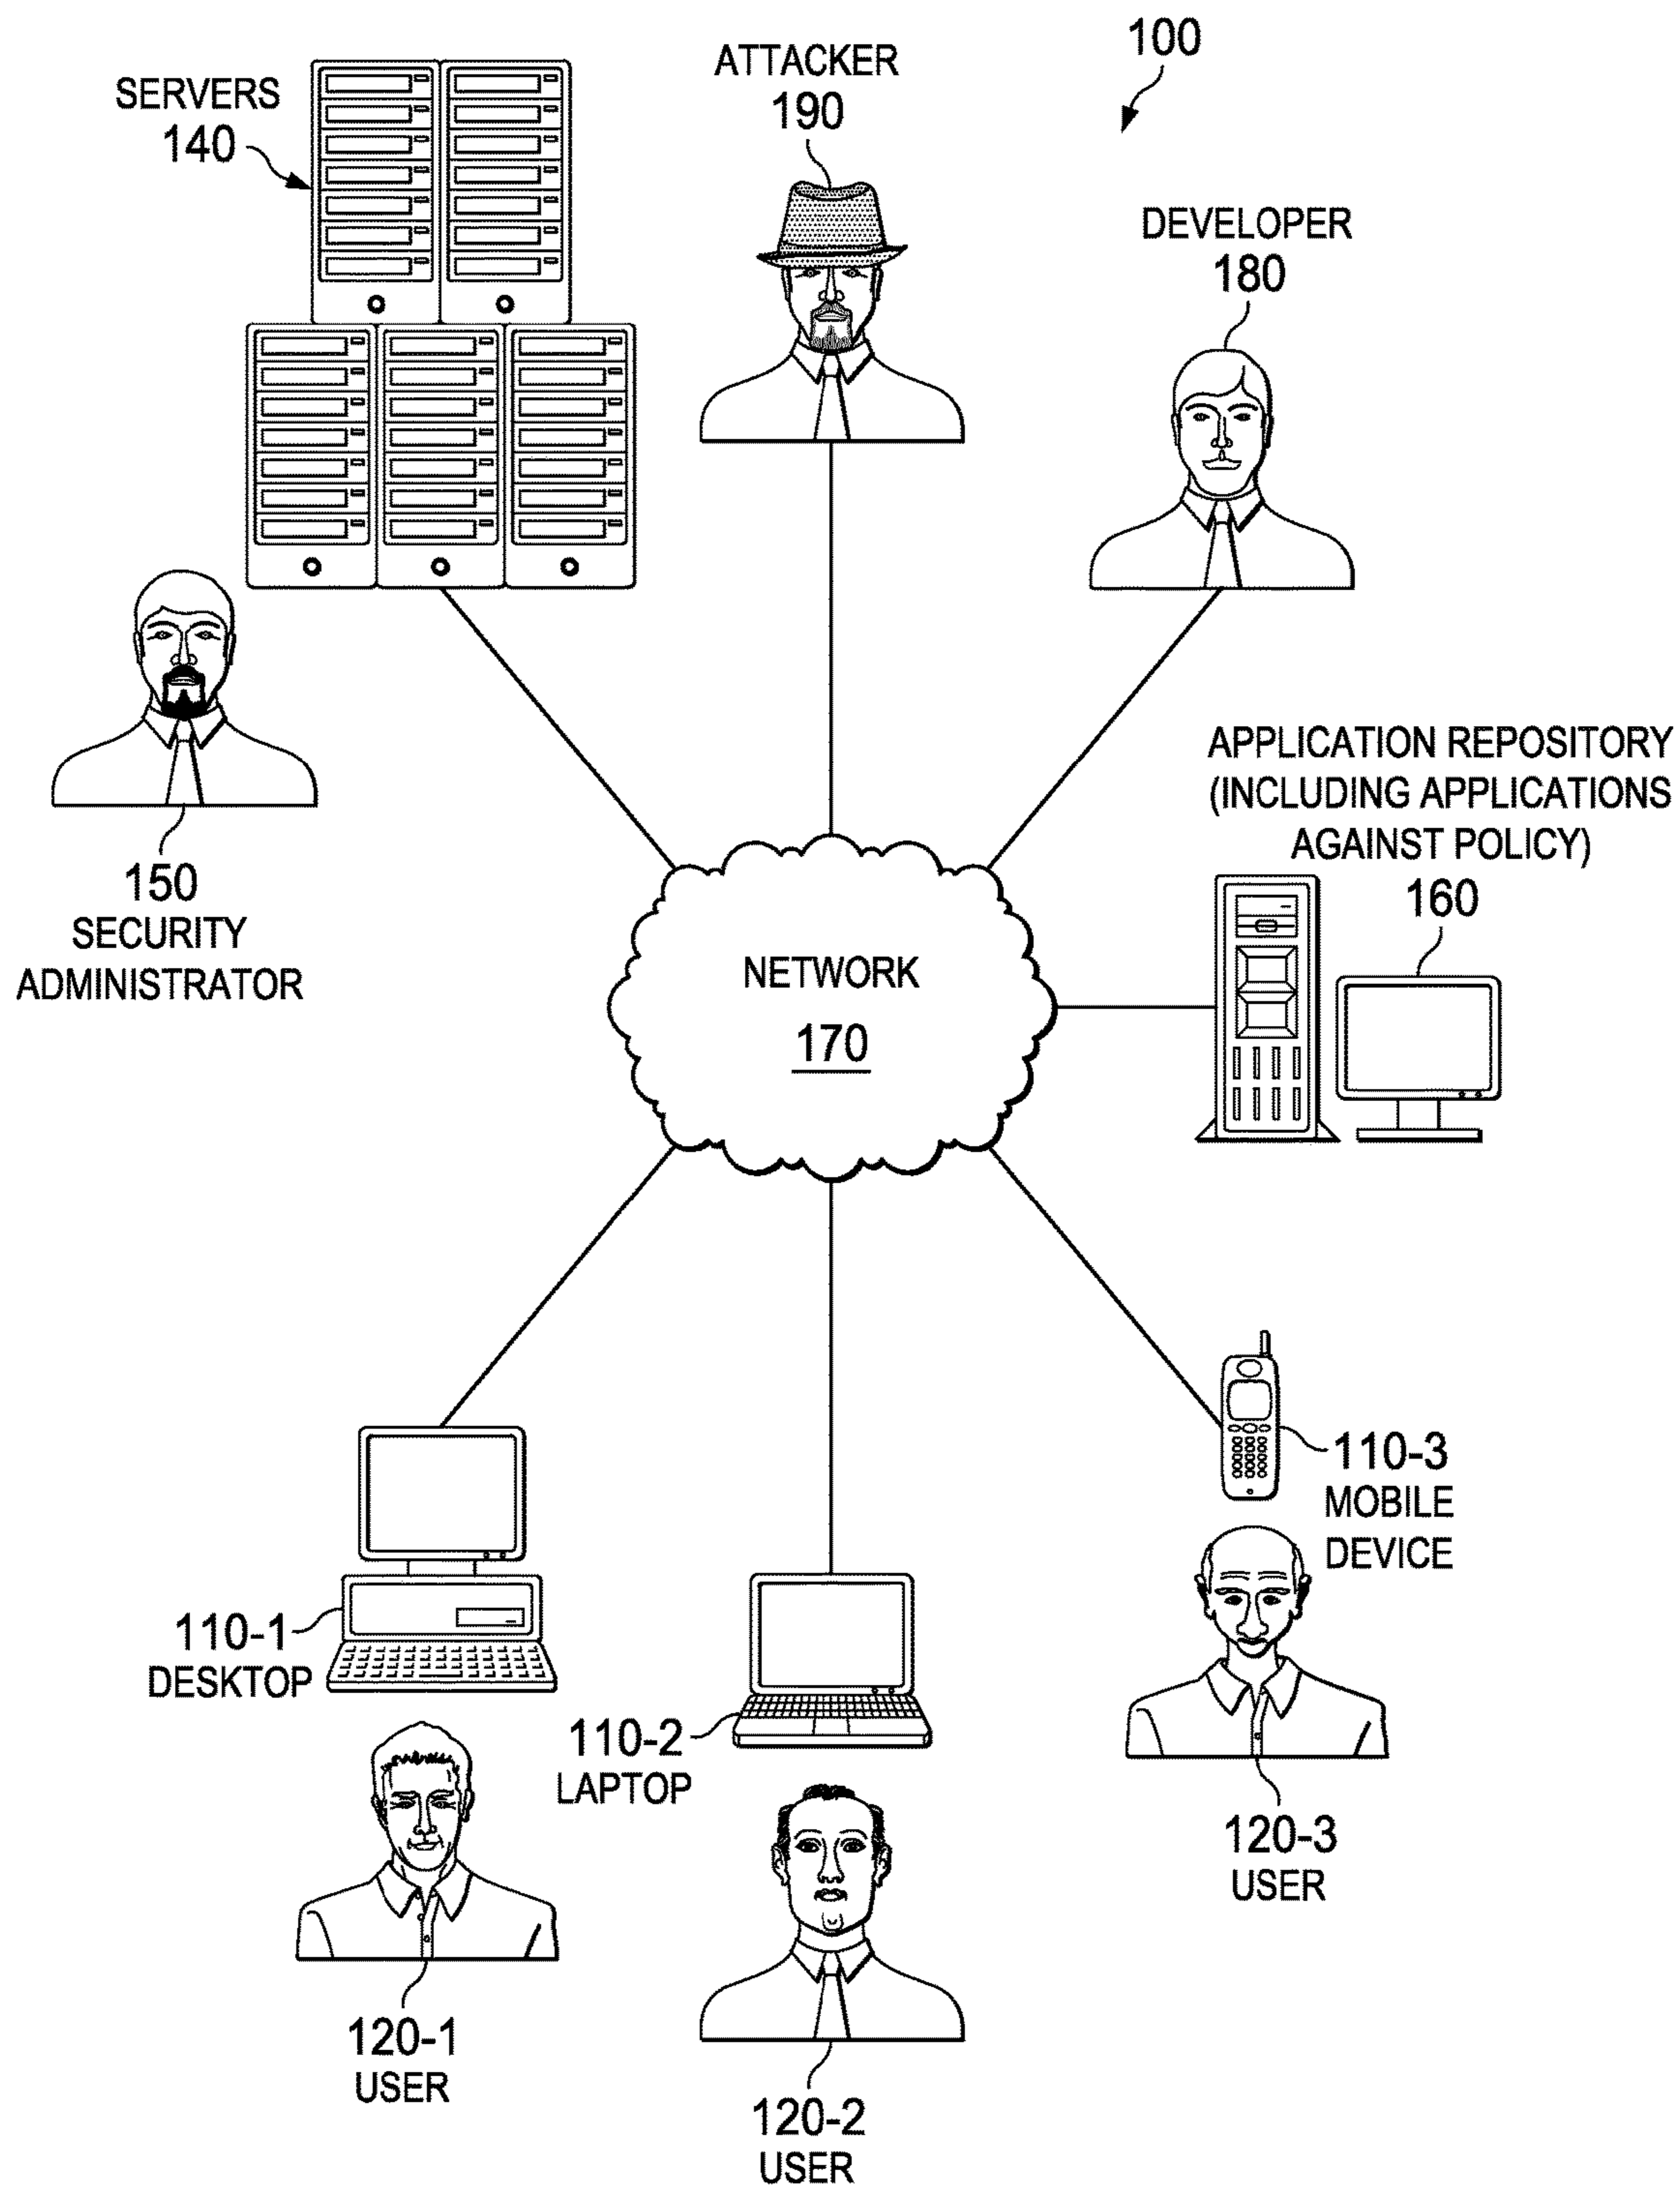 100
ATTACKER
190
SERVERS
140
DEVELOPER
180
APPLICATION REPOSITORY
(INCLUDING APPLICATIONS
AGAINST POLICY)
160
150
SECURITY
ADMINISTRATOR
NETWORK
170
110-3
MOBILE
DEVICE
110-1
DESKTOP
110-2
LAPTOP
120-3
USER
120-1
USER
120-2
USER